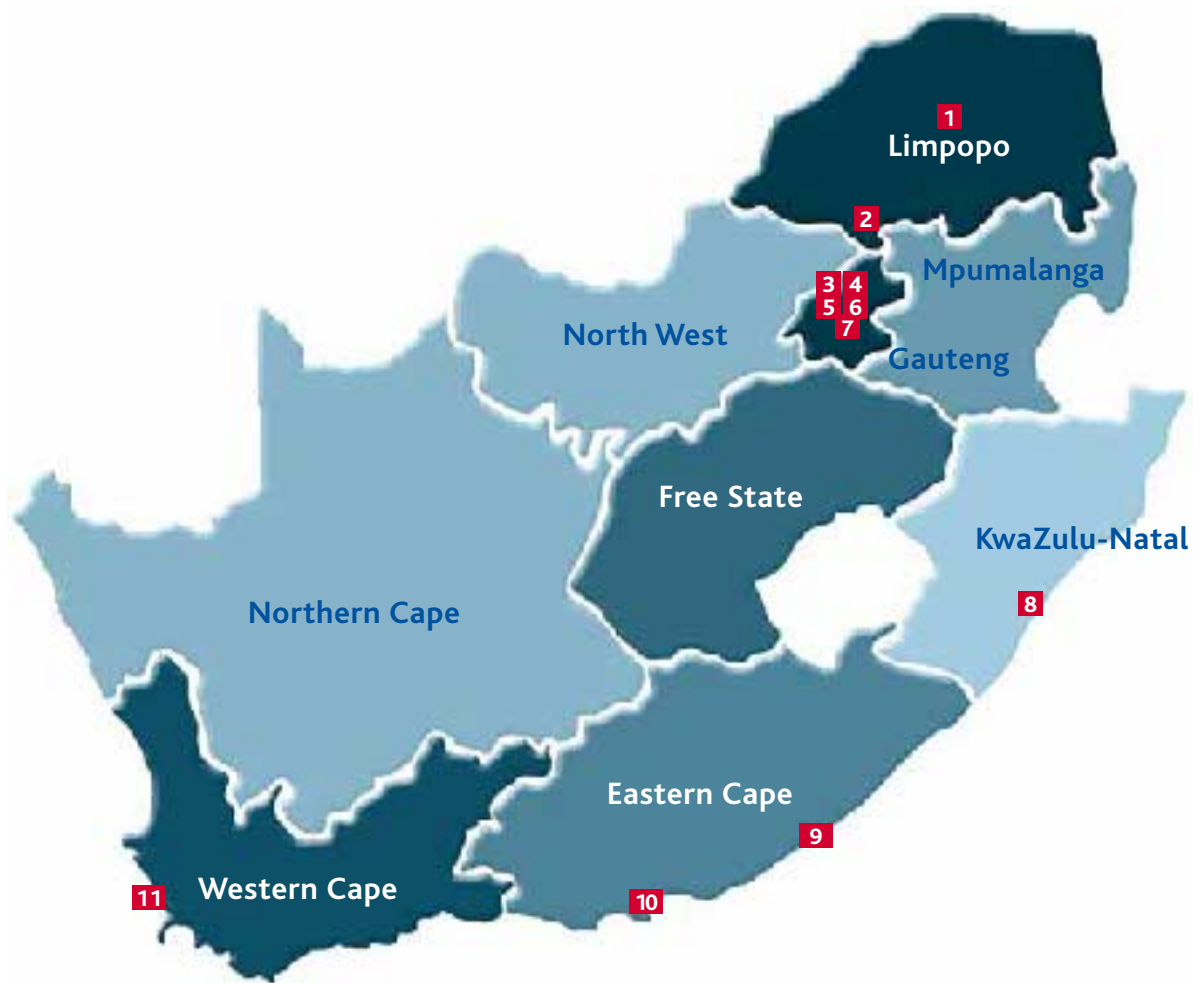 1
Limpopo
2
Mpumalanga
3 4
5 6
7
North West
Gauteng
Free State
KwaZulu-Natal
8
Northern Cape
Eastern Cape
9
Western Cape
11
10